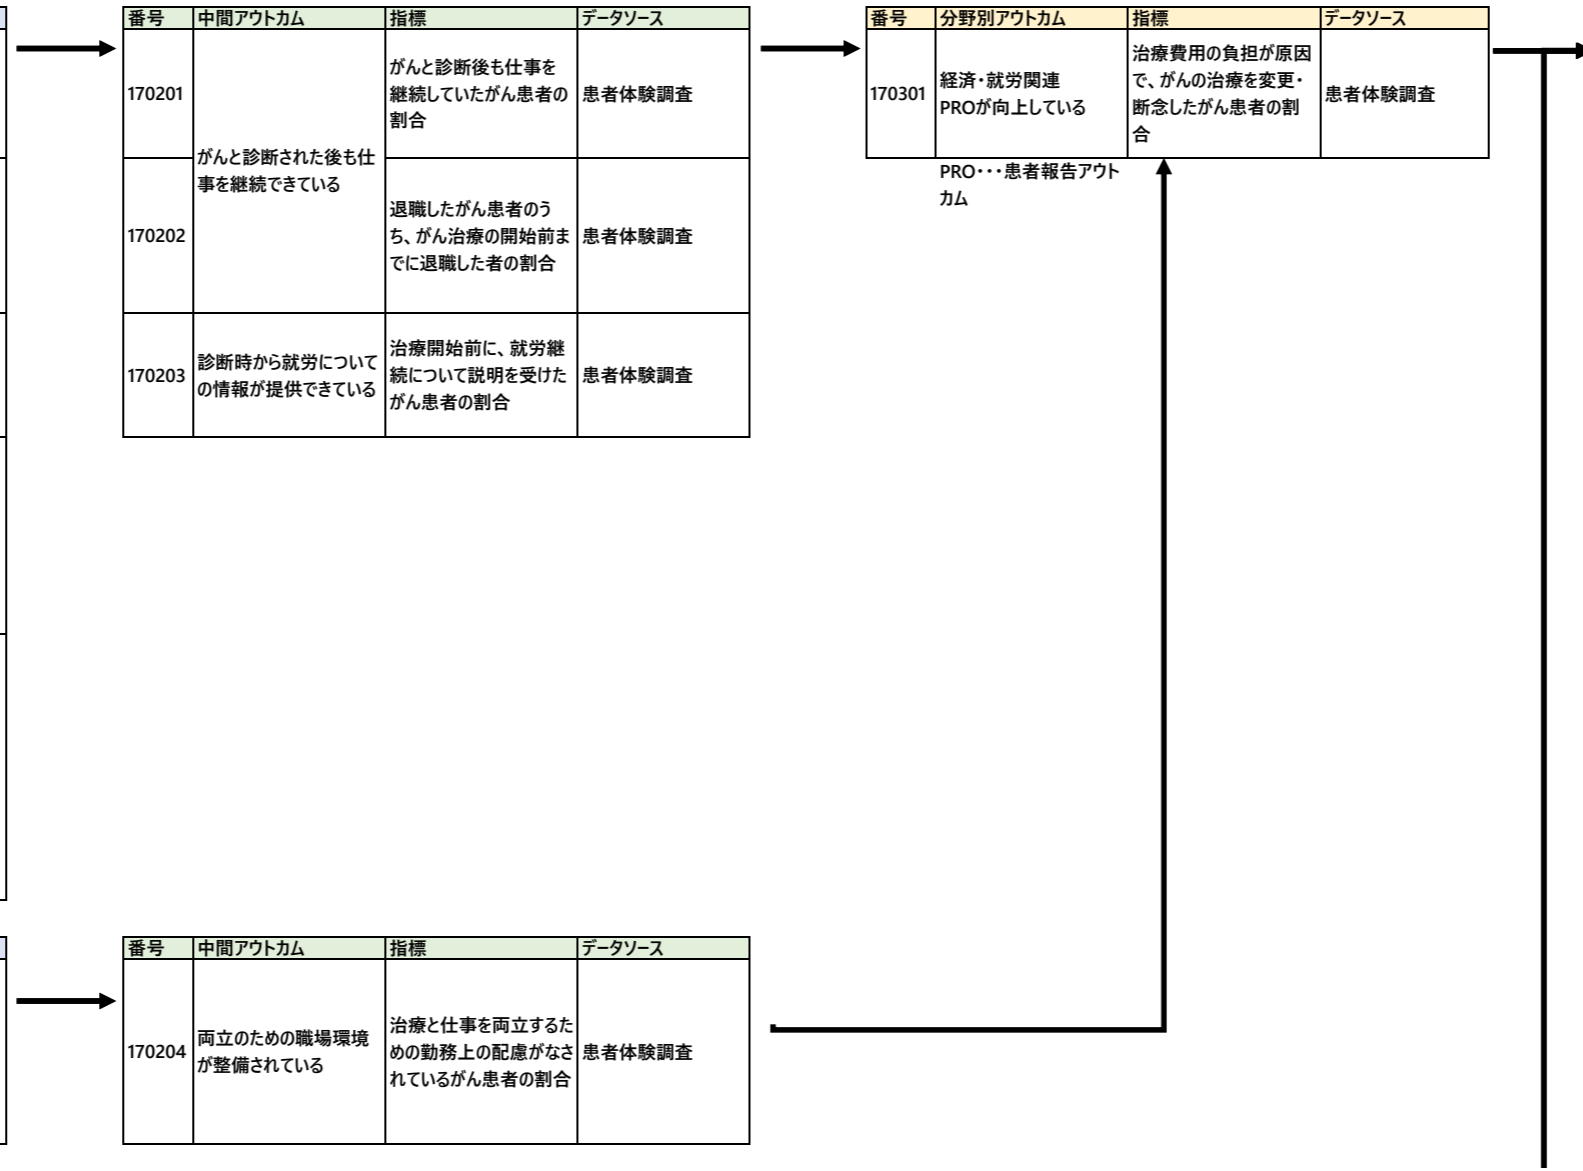 番号 中間アウトカム 指標 データソース
170201
がんと診断された後も仕
事を継続できている
がんと診断後も仕事を
継続していたがん患者の
割合
患者体験調査
170202
退職したがん患者のう
ち、がん治療の開始前ま
でに退職した者の割合
患者体験調査
170203
診断時から就労について
の情報が提供できている
治療開始前に、就労継
続について説明を受けた
がん患者の割合
患者体験調査
番号 分野別アウトカム 指標 データソース
170301
経済・就労関連
PROが向上している
治療費用の負担が原因
で、がんの治療を変更・
断念したがん患者の割
合
患者体験調査
PRO・・・患者報告アウト
カム
番号 中間アウトカム 指標 データソース
170204
両立のための職場環境
が整備されている
治療と仕事を両立するた
めの勤務上の配慮がなさ
れているがん患者の割合
患者体験調査